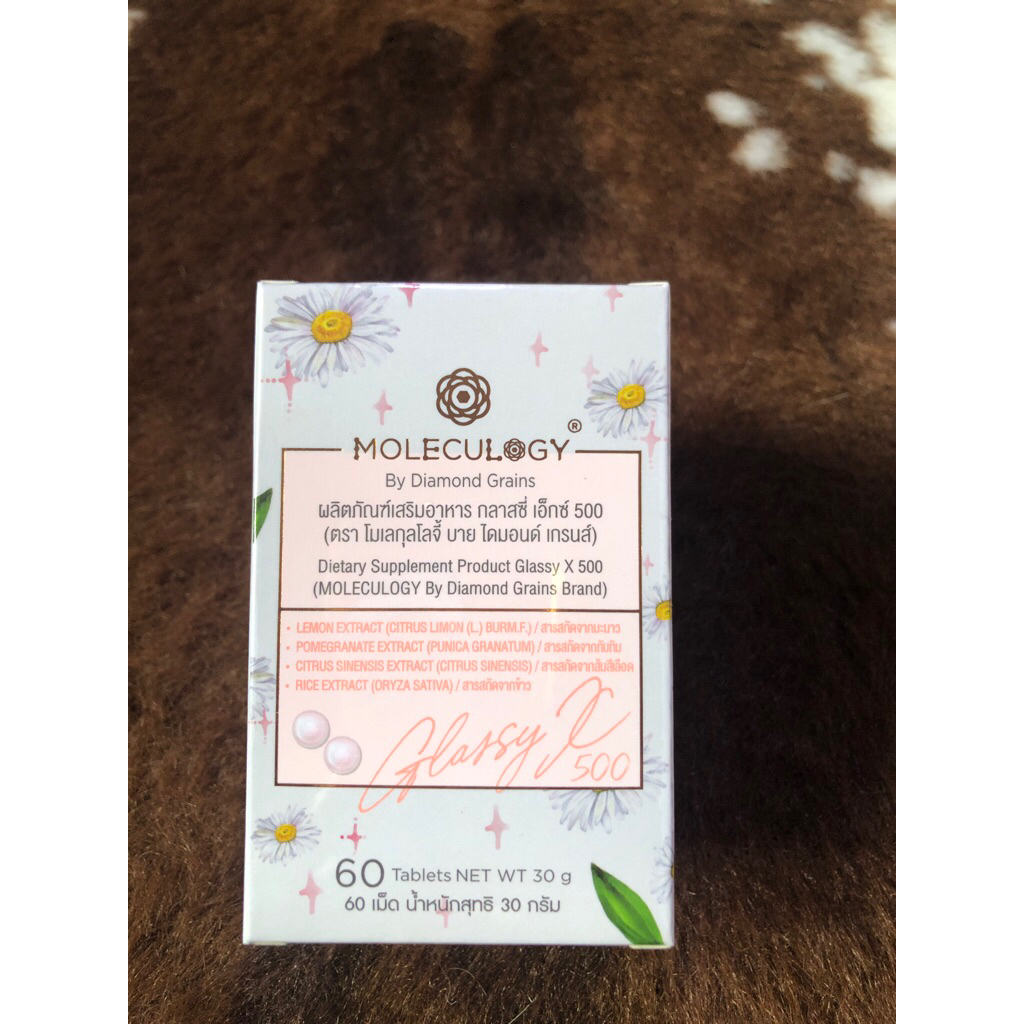 MOLECULOGY®
By Diamond Grains
ผลิตภัณฑ์เสริมอาหาร กลาสซี่ เอ็กซ์ 500
(ตรา โมเลกุลโลจี้ บาย ไดมอนด์ เกรนส์)
Dietary Supplement Product Glassy X 500
(MOLECULOGY By Diamond Grains Brand)
• LEMON EXTRACT (CITRUS LIMON (L.) BURM.F.) / สารสกัดจากมะนาว
• POMEGRANATE EXTRACT (PUNICA GRANATUM) / สารสกัดจากทับทิม
• CITRUS SINENSIS EXTRACT (CITRUS SINENSIS) / สารสกัดจากส้มสีเลือด
• RICE EXTRACT (ORYZA SATIVA) / สารสกัดจากข้าว
Glassy X
500
60 Tablets NET WT 30 g
60 เม็ด น้ำหนักสุทธิ 30 กรัม